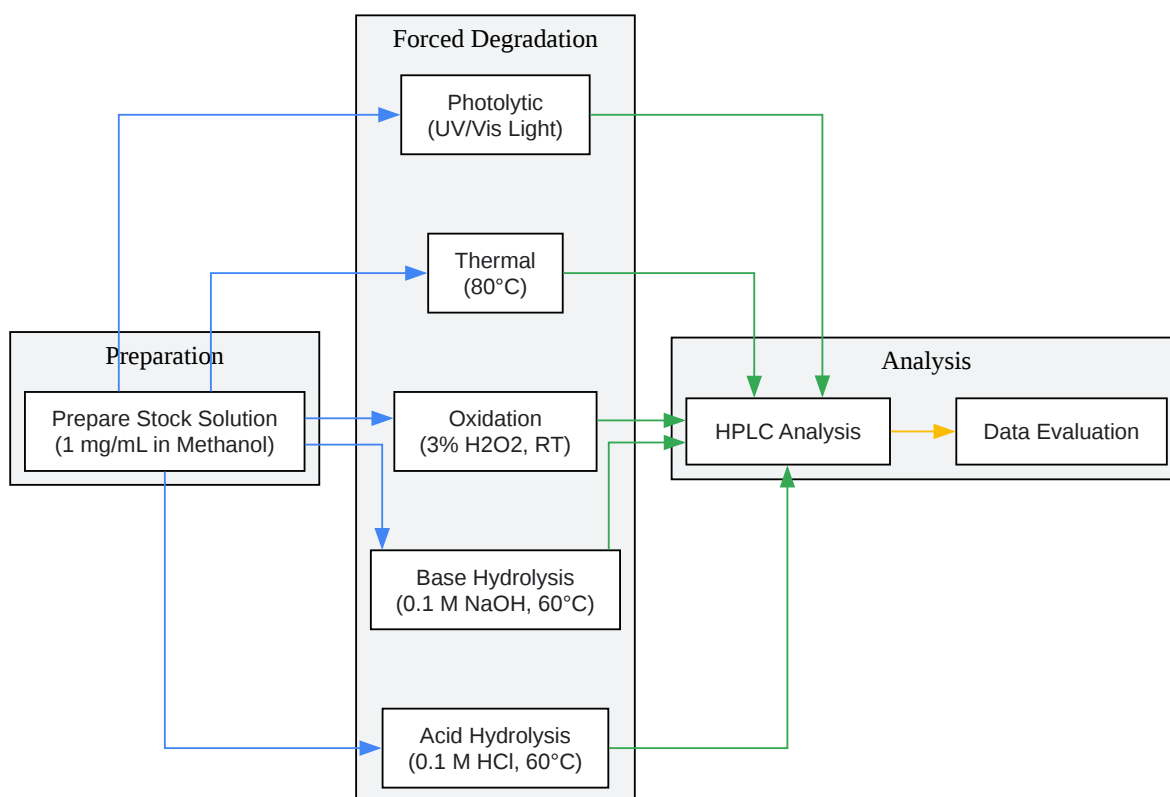 Forced Degradation
Photolytic
(UV/Vis Light)
Thermal
(80°C)
Preparation
Prepare Stock Solution
(1 mg/mL in Methanol)
Oxidation
(3% H2O2, RT)
Base Hydrolysis
(0.1 M NaOH, 60°C)
Acid Hydrolysis
(0.1 M HCl, 60°C)
Analysis
HPLC Analysis
Data Evaluation